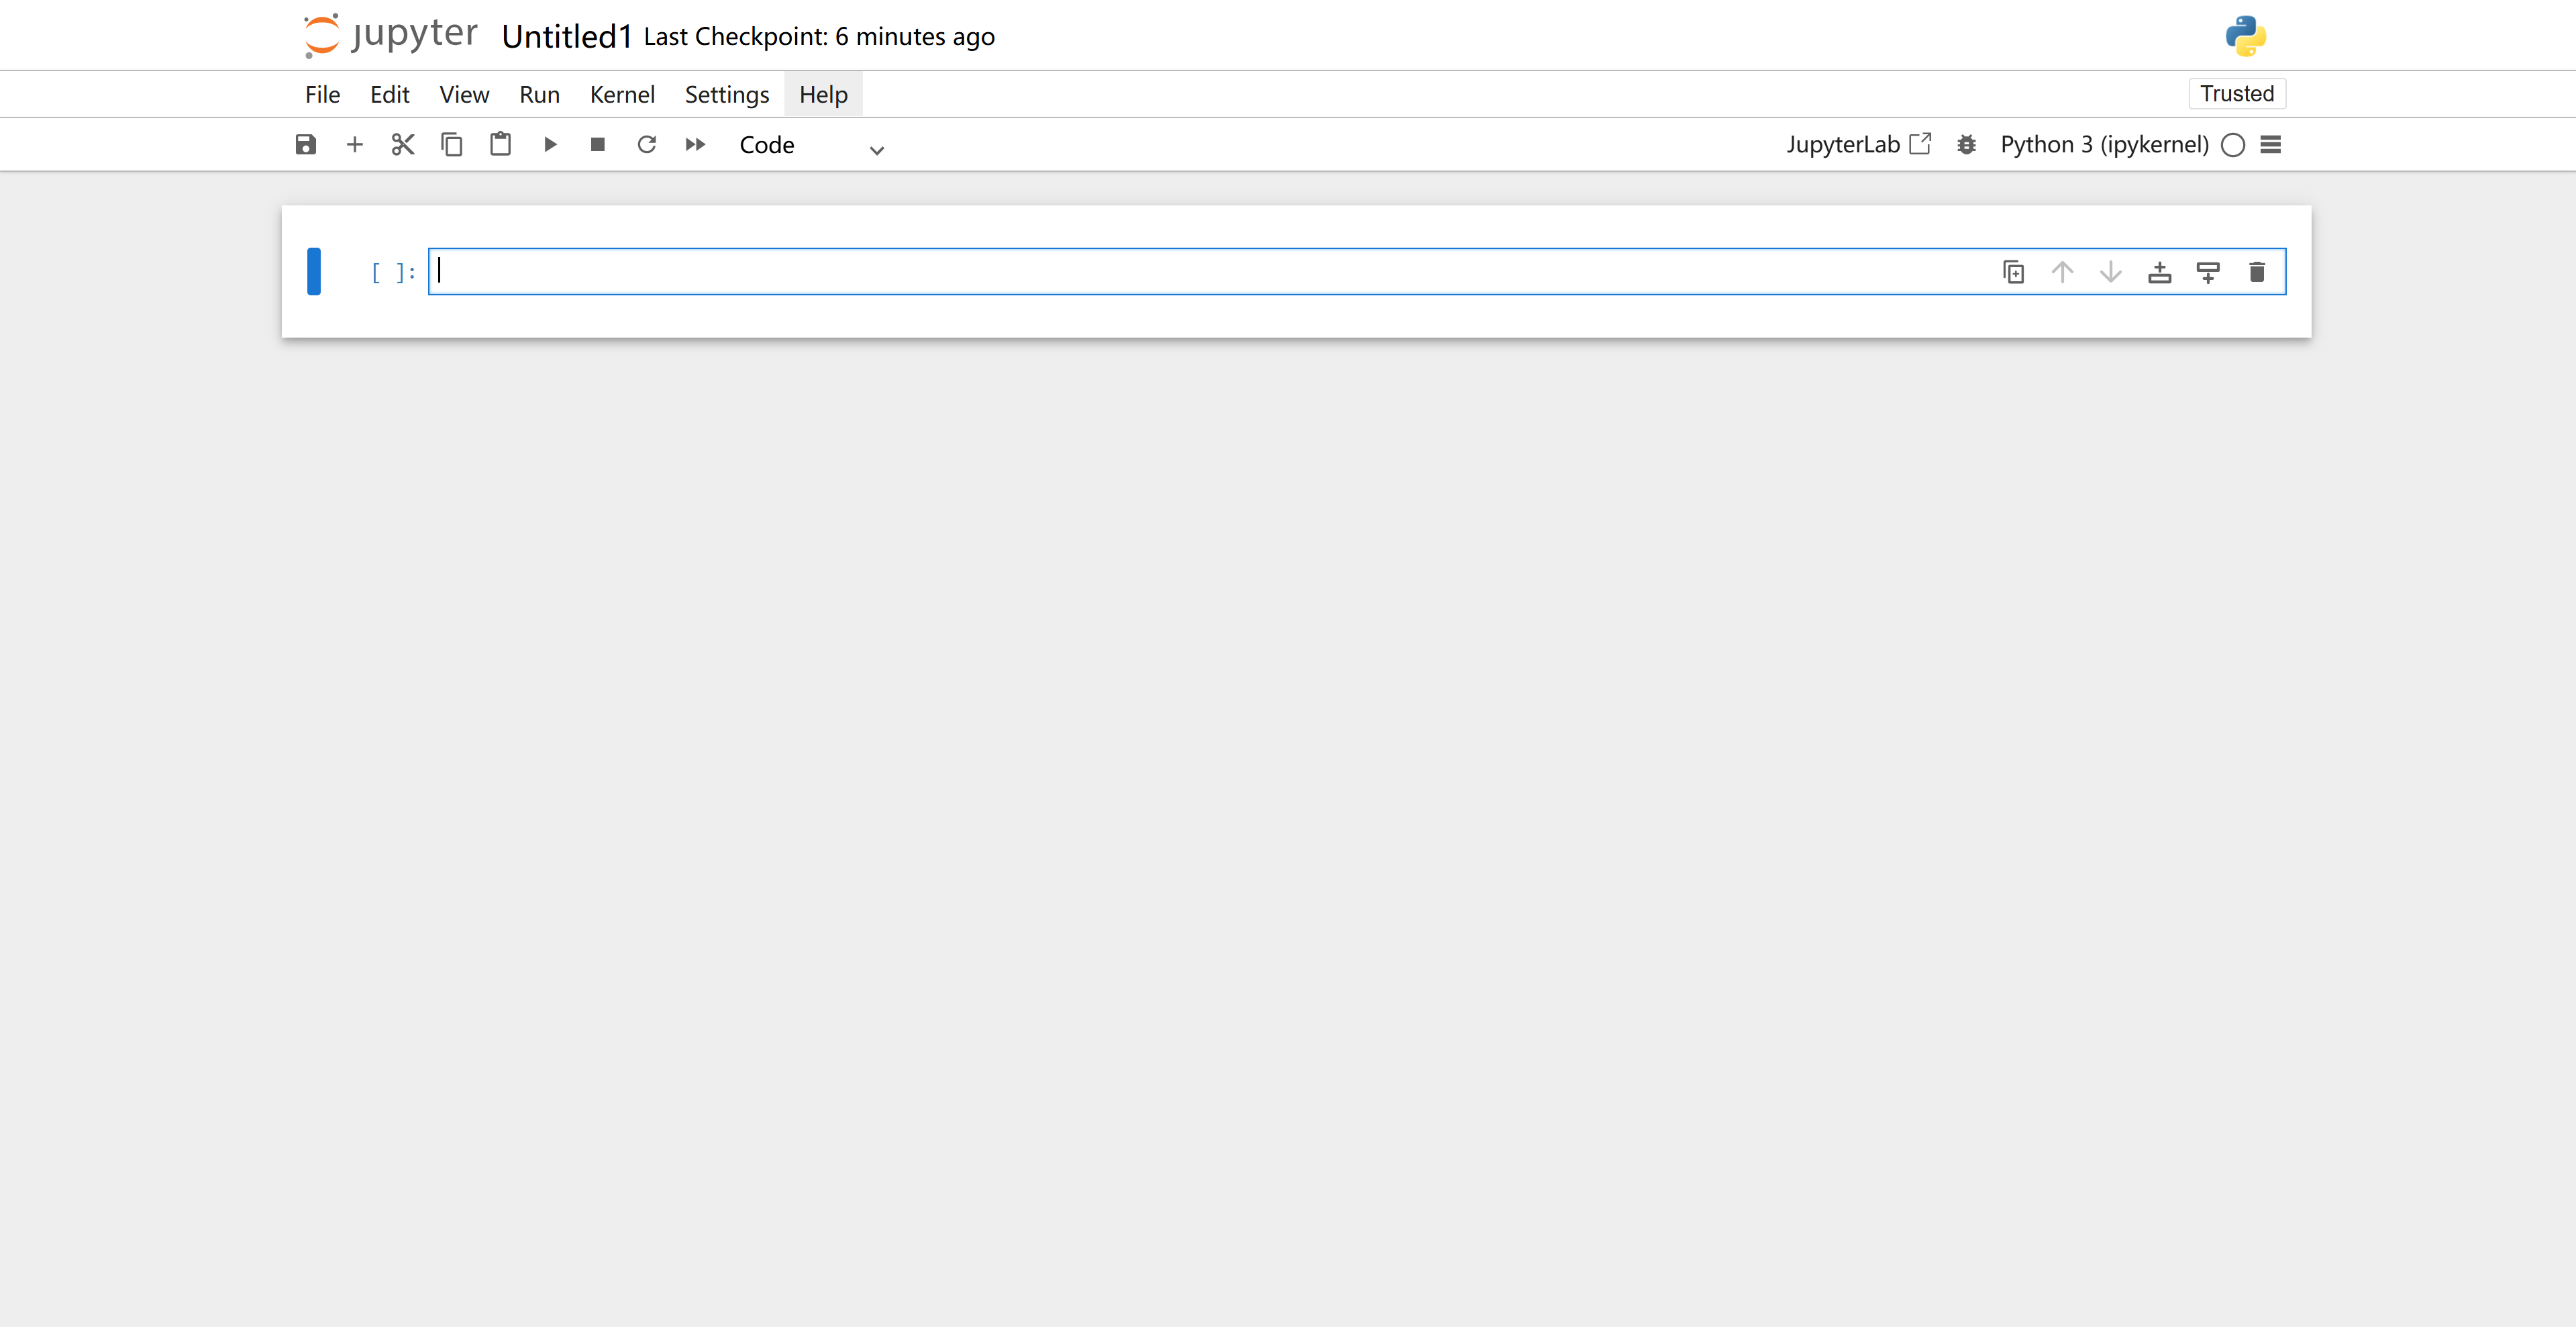 jupyter Untitled1 Last Checkpoint: 6 minutes ago
File Edit View Run Kernel Settings Help Trusted
Code JupyterLab Python 3 (ipykernel)
[ ]: